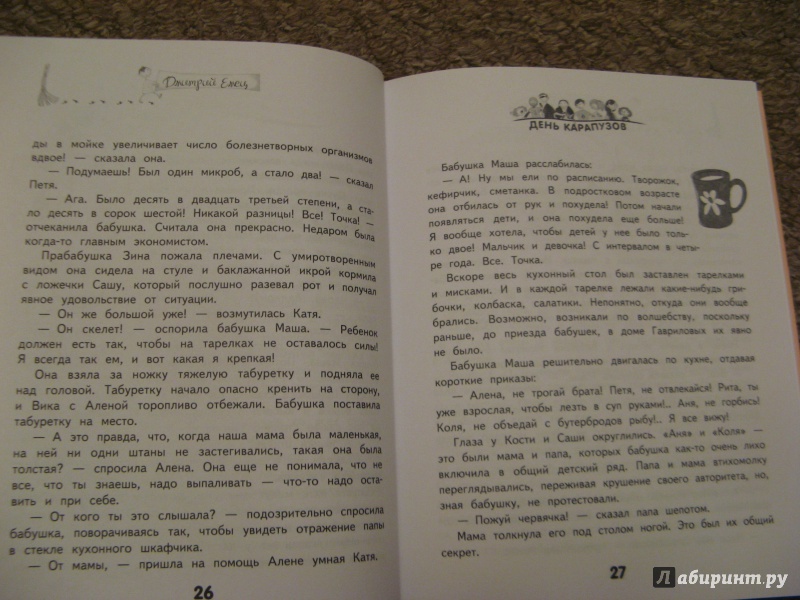 Дмитрий Емец
ды в мойке увеличивает число болезнетворных организмов
вдвое! — сказала она.
— Подумаешь! Был один микроб, а стало два! — сказал
Петя.
— Ага. Было десять в двадцать третьей степени, а ста-
ло десять в сорок шестой! Никакой разницы! Все! Точка! —
отчеканила бабушка. Считала она прекрасно. Недаром была
когда-то главным экономистом.
Прабабушка Зина пожала плечами. С умиротворенным
видом она сидела на стуле и баклажанной икрой кормила
с ложечки Сашу, который послушно разевал рот и получал
явное удовольствие от ситуации.
— Он же большой уже! — возмутилась Катя.
— Он скелет! — оспорила бабушка Маша. — Ребенок
должен есть так, чтобы на тарелках не оставалось силы!
Я всегда так ем, и вот какая я крепкая!
Она взяла за ножку тяжелую табуретку и подняла ее
над головой. Табуретку начало опасно кренить на сторону,
и Вика с Аленой торопливо отбежали. Бабушка поставила
табуретку на место.
— А это правда, что, когда наша мама была маленькая,
на ней ни одни штаны не застегивались, такая она была
толстая? — спросила Алена. Она еще не понимала, что не
все, что ты знаешь, надо выпаливать — что-то надо оста-
вить и при себе.
— От кого ты это слышала? — подозрительно спросила
бабушка, поворачиваясь так, чтобы увидеть отражение папы
в стекле кухонного шкафчика.
— От мамы, — пришла на помощь Алене умная Катя.
26
ДЕНЬ КАРАПУЗОВ
Бабушка Маша расслабилась:
— А! Ну мы ели по расписанию. Творожок,
кефирчик, сметанка. В подростковом возрасте
она отбилась от рук и похудела! Потом начали
появляться дети, и она похудела еще больше!
Я вообще хотела, чтобы детей у нее было толь-
ко двое! Мальчик и девочка! С интервалом в четы-
ре года. Все. Точка.
Вскоре весь кухонный стол был заставлен тарелками
и мисками. И в каждой тарелке лежали какие-нибудь гри-
бочки, колбаска, салатики. Непонятно, откуда они вообще
брались. Возможно, возникали по волшебству, поскольку
раньше, до приезда бабушек, в доме Гавриловых их явно
не было.
Бабушка Маша решительно двигалась по кухне, отдавая
короткие приказы:
— Алена, не трогай брата! Петя, не отвлекайся! Рита, ты
уже взрослая, чтобы лезть в суп руками!.. Аня, не горбись!
Коля, не объедай с бутербродов рыбу!.. Я все вижу!
Глаза у Кости и Саши округлились. «Аня» и «Коля» —
это были мама и папа, которых бабушка как-то очень лихо
включила в общий детский ряд. Папа и мама втихомолку
переглядывались, переживая крушение своего авторитета, но,
зная бабушку, не протестовали.
— Пожуй червячка! — сказал папа шепотом.
Мама толкнула его под столом ногой. Это был их общий
секрет.
27
Лабиринт.ру